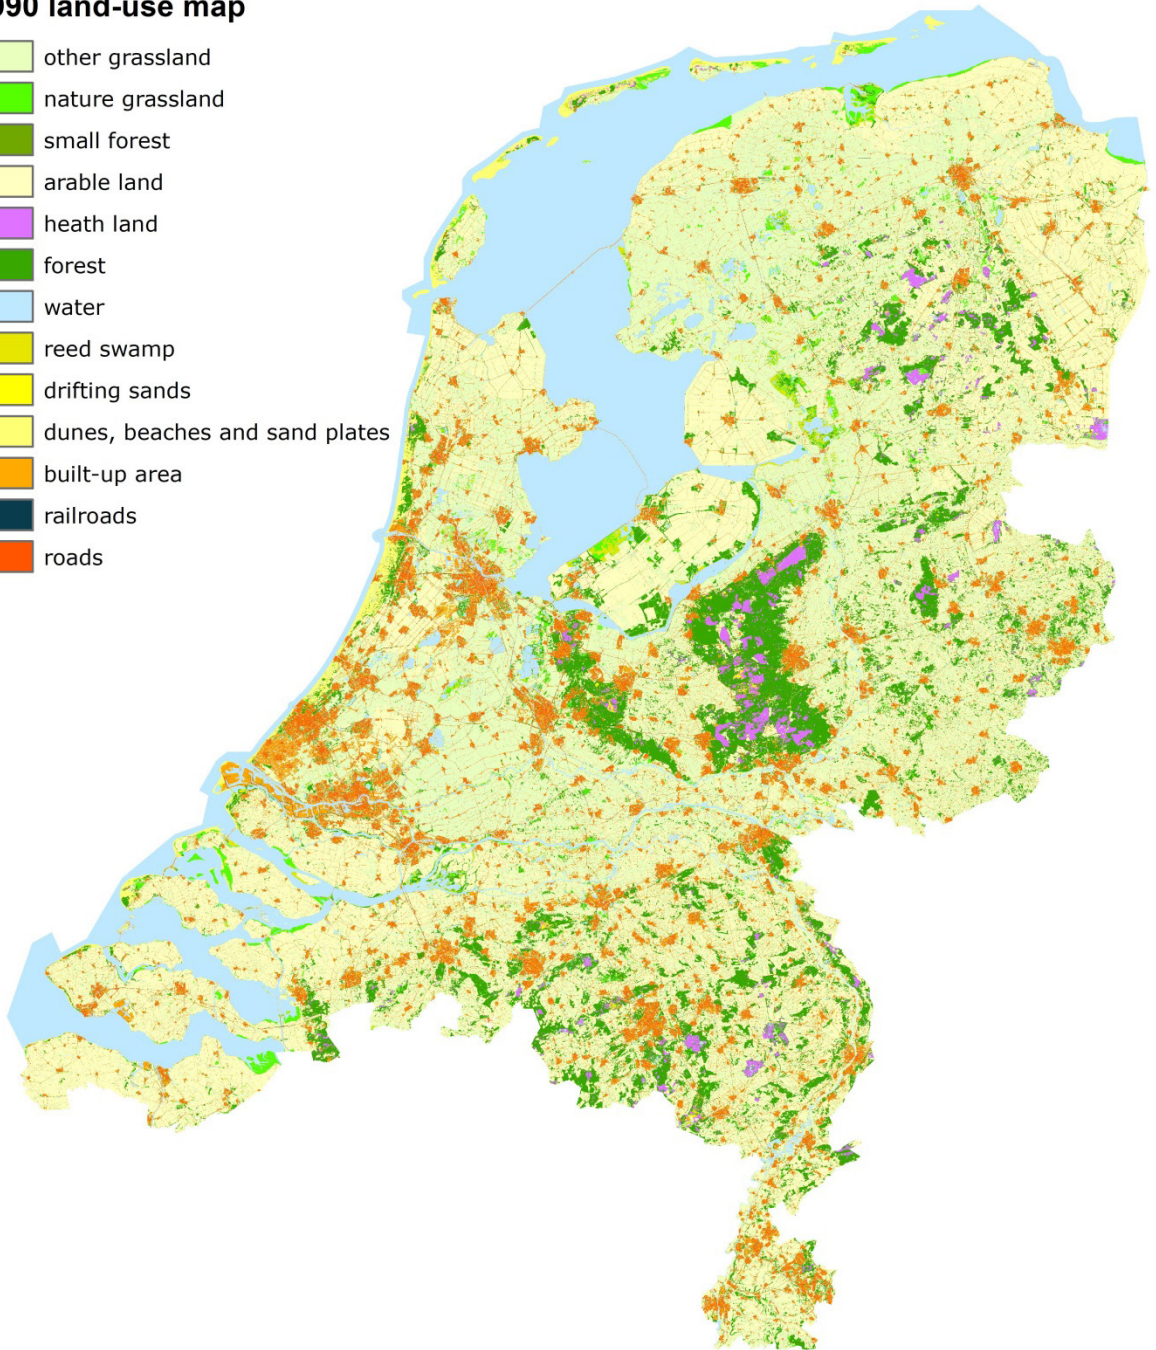 090 land-use map
other grassland
nature grassland
small forest
arable land
heath land
forest
water
reed swamp
drifting sands
dunes, beaches and sand plates
built-up area
railroads
roads